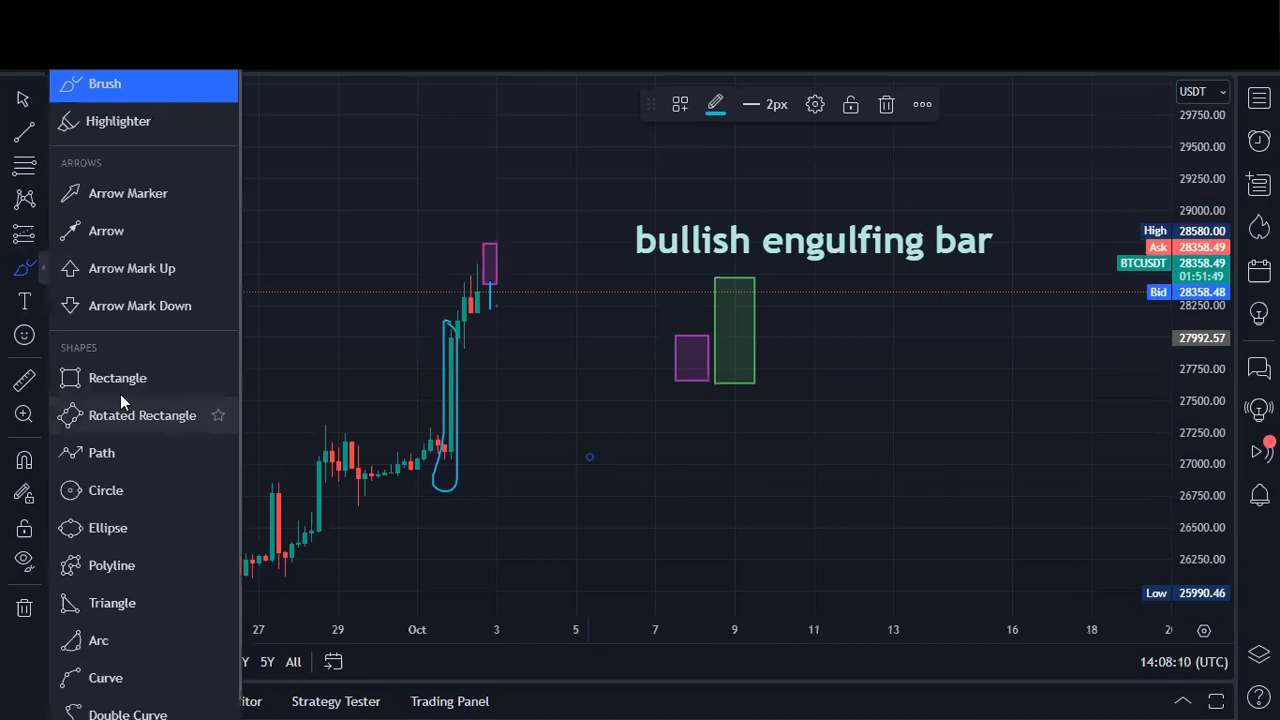 Brush
Highlighter
ARROWS
Arrow Marker
Arrow
Arrow Mark Up
Arrow Mark Down
SHAPES
Rectangle
Rotated Rectangle
Path
Circle
Ellipse
Polyline
Triangle
Arc
Curve
Double Curve
2px
bullish engulfing bar
USDT
29750.00
29500.00
29250.00
29000.00
High 28580.00
Ask 28358.49
BTCUSDT 28358.49
01:51:49
Bid 28358.48
28250.00
27992.57
27750.00
27500.00
27250.00
27000.00
26750.00
26500.00
26250.00
Low 25990.46
27 29 Oct 3 5 7 9 11 13 16 18
Y 5Y All
14:08:10 (UTC)
itor Strategy Tester Trading Panel